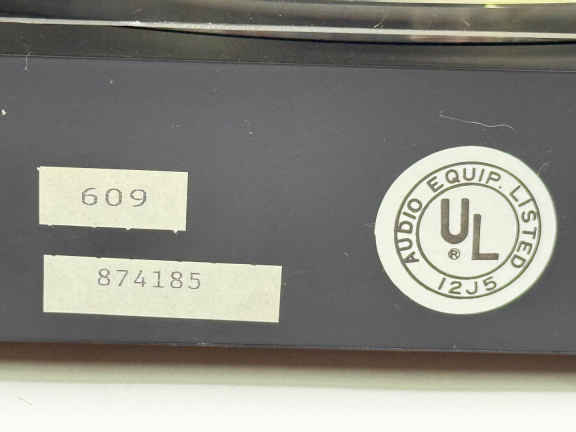 609
874185
AUDIO EQUIP. LISTED
UL
®
12J5